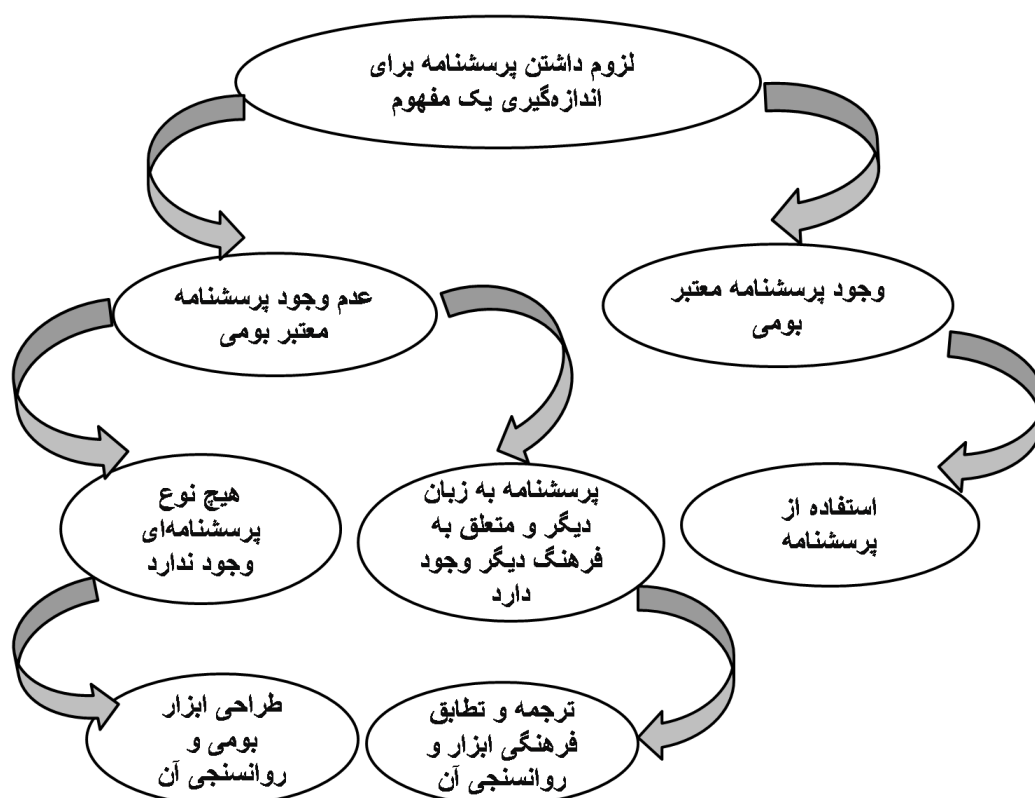 لزوم داشتن پرسشنامه برای
اندازه‌گیری یک مفهوم
وجود پرسشنامه معتبر
بومی
عدم وجود پرسشنامه
معتبر بومی
استفاده از
پرسشنامه
پرسشنامه به زبان
دیگر و متعلق به
فرهنگ دیگر وجود
دارد
هیچ نوع
پرسشنامه‌ای
وجود ندارد
ترجمه و تطابق
فرهنگی ابزار و
روانسنجی آن
طراحی ابزار
بومی و
روانسنجی آن